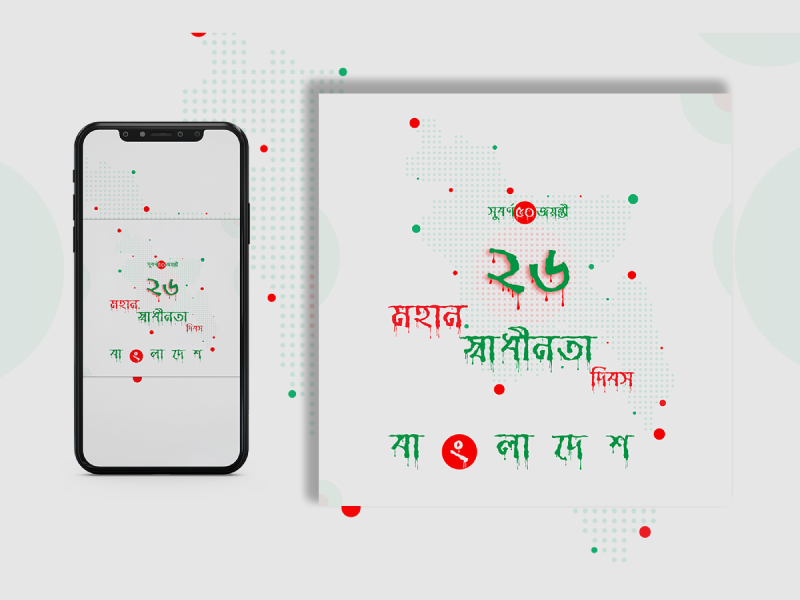 সুবর্ণ ৫০ জয়ন্তী
২৬
মহান
স্বাধীনতা
দিবস
বাংলাদেশ
সুবর্ণ ৫০ জয়ন্তী
২৬
মহান
স্বাধীনতা
দিবস
বা ং লা দে শ